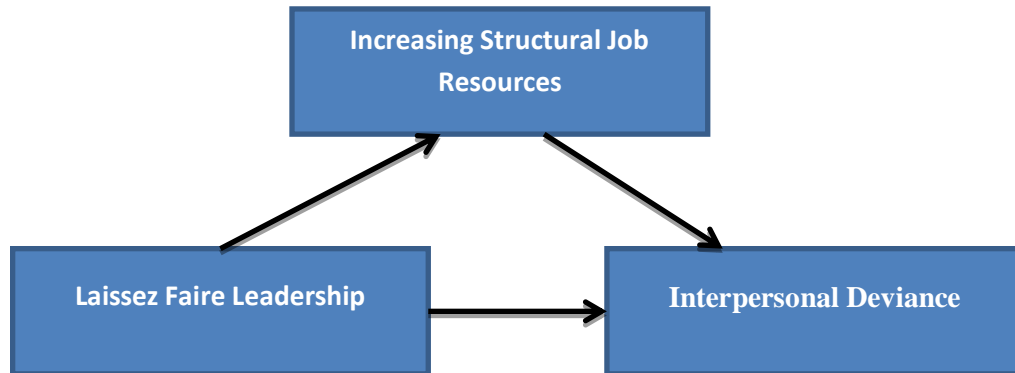 Increasing Structural Job
Resources
Laissez Faire Leadership
Interpersonal Deviance